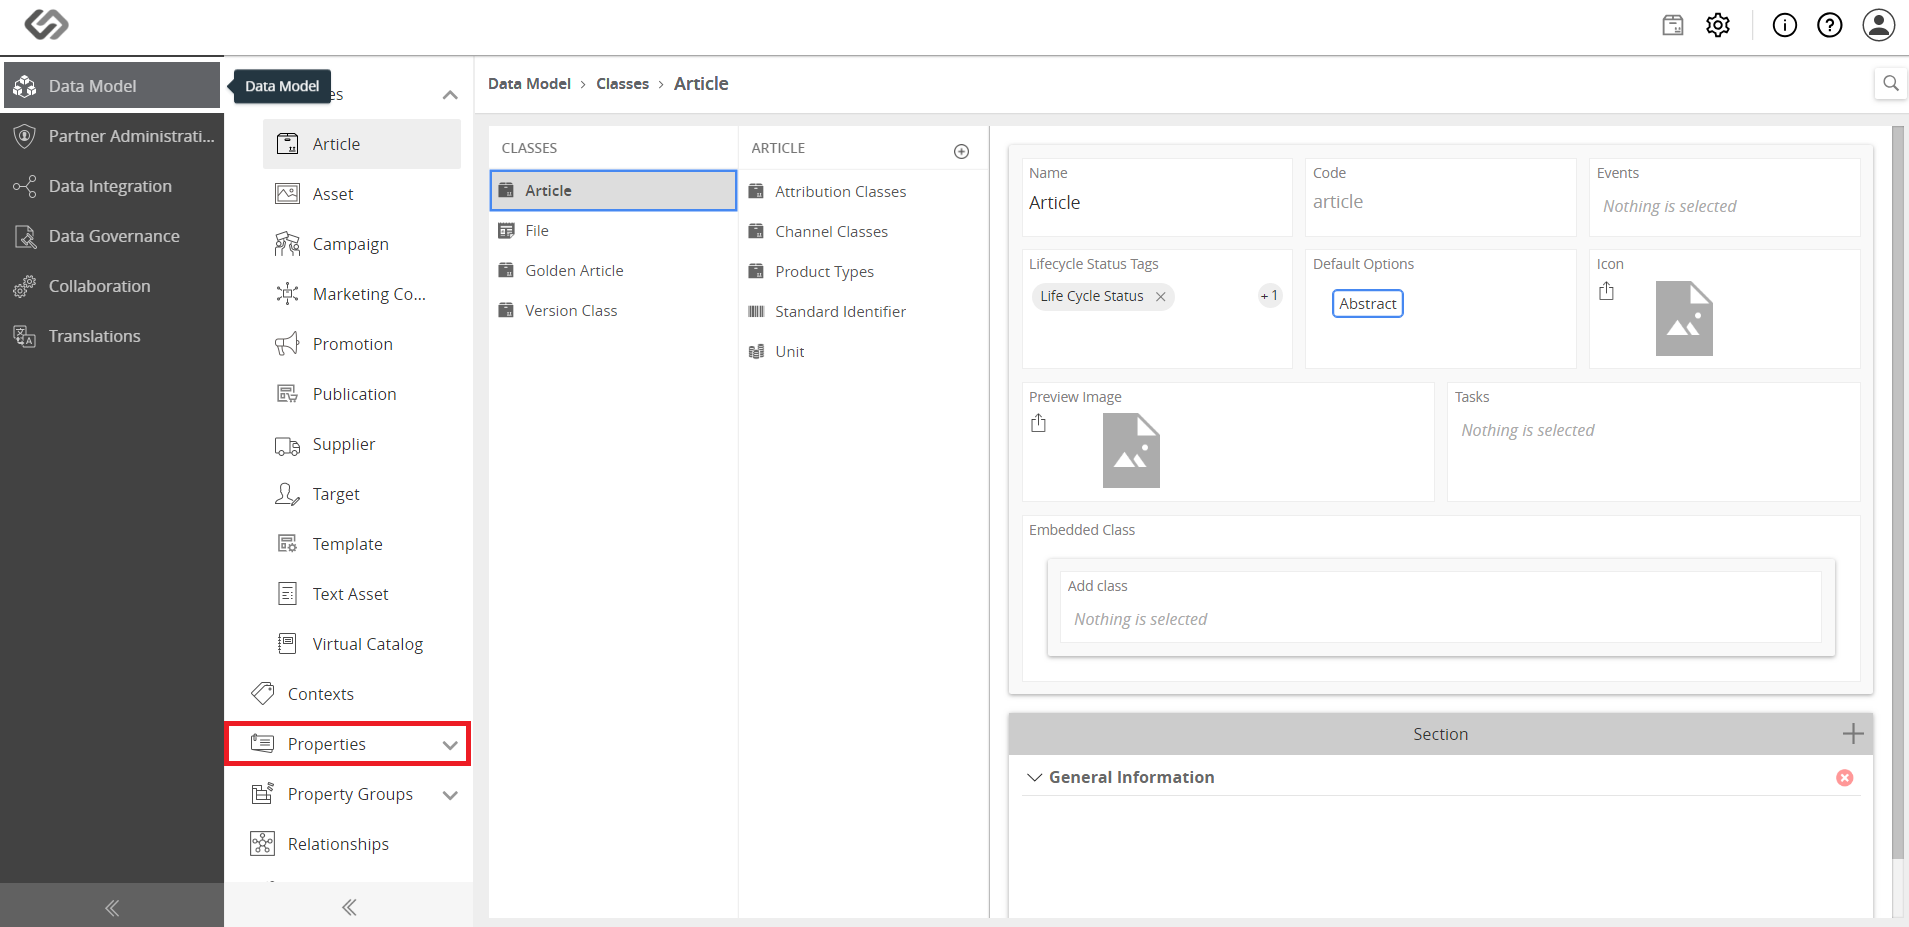 Data Model
Partner Administrati...
Data Integration
Data Governance
Collaboration
Translations
Data Model
es
Article
Asset
Campaign
Marketing Co...
Promotion
Publication
Supplier
Target
Template
Text Asset
Virtual Catalog
Contexts
Properties
Property Groups
Relationships
Data Model › Classes › Article
CLASSES
Article
File
Golden Article
Version Class
ARTICLE
Attribution Classes
Channel Classes
Product Types
Standard Identifier
Unit
Name
Article
Code
article
Events
Nothing is selected
Lifecycle Status Tags
Life Cycle Status
+1
Default Options
Abstract
Icon
Preview Image
Tasks
Nothing is selected
Embedded Class
Add class
Nothing is selected
Section
General Information